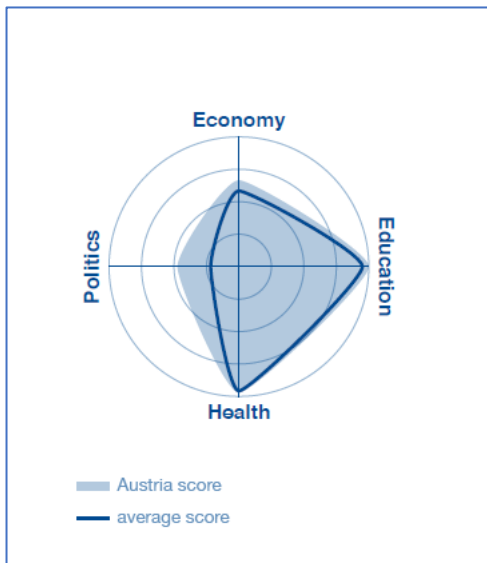 Economy
Politics
Education
Health
Austria score
average score